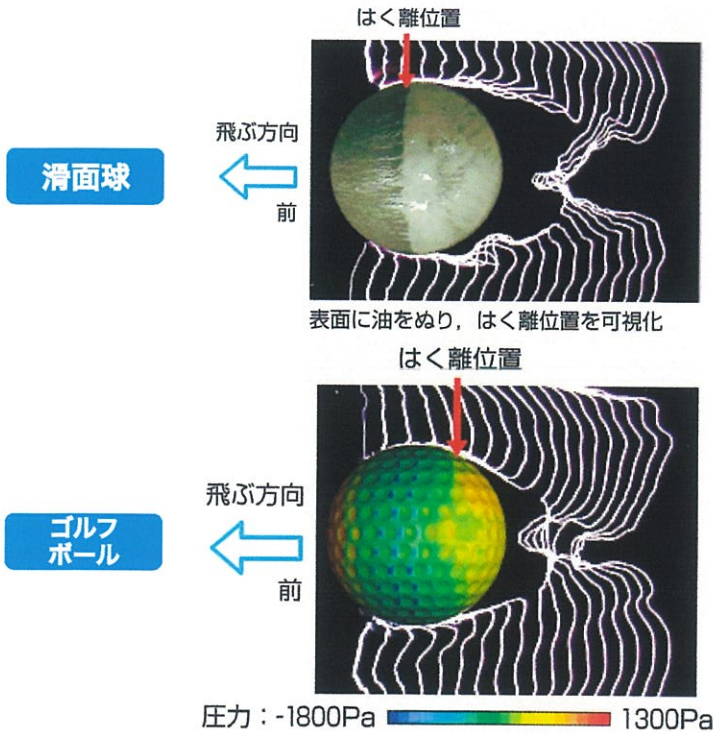 はく離位置
飛ぶ方向
滑面球
前
表面に油をぬり，はく離位置を可視化
はく離位置
飛ぶ方向
ゴルフ
ボール
前
圧力：-1800Pa 1300Pa